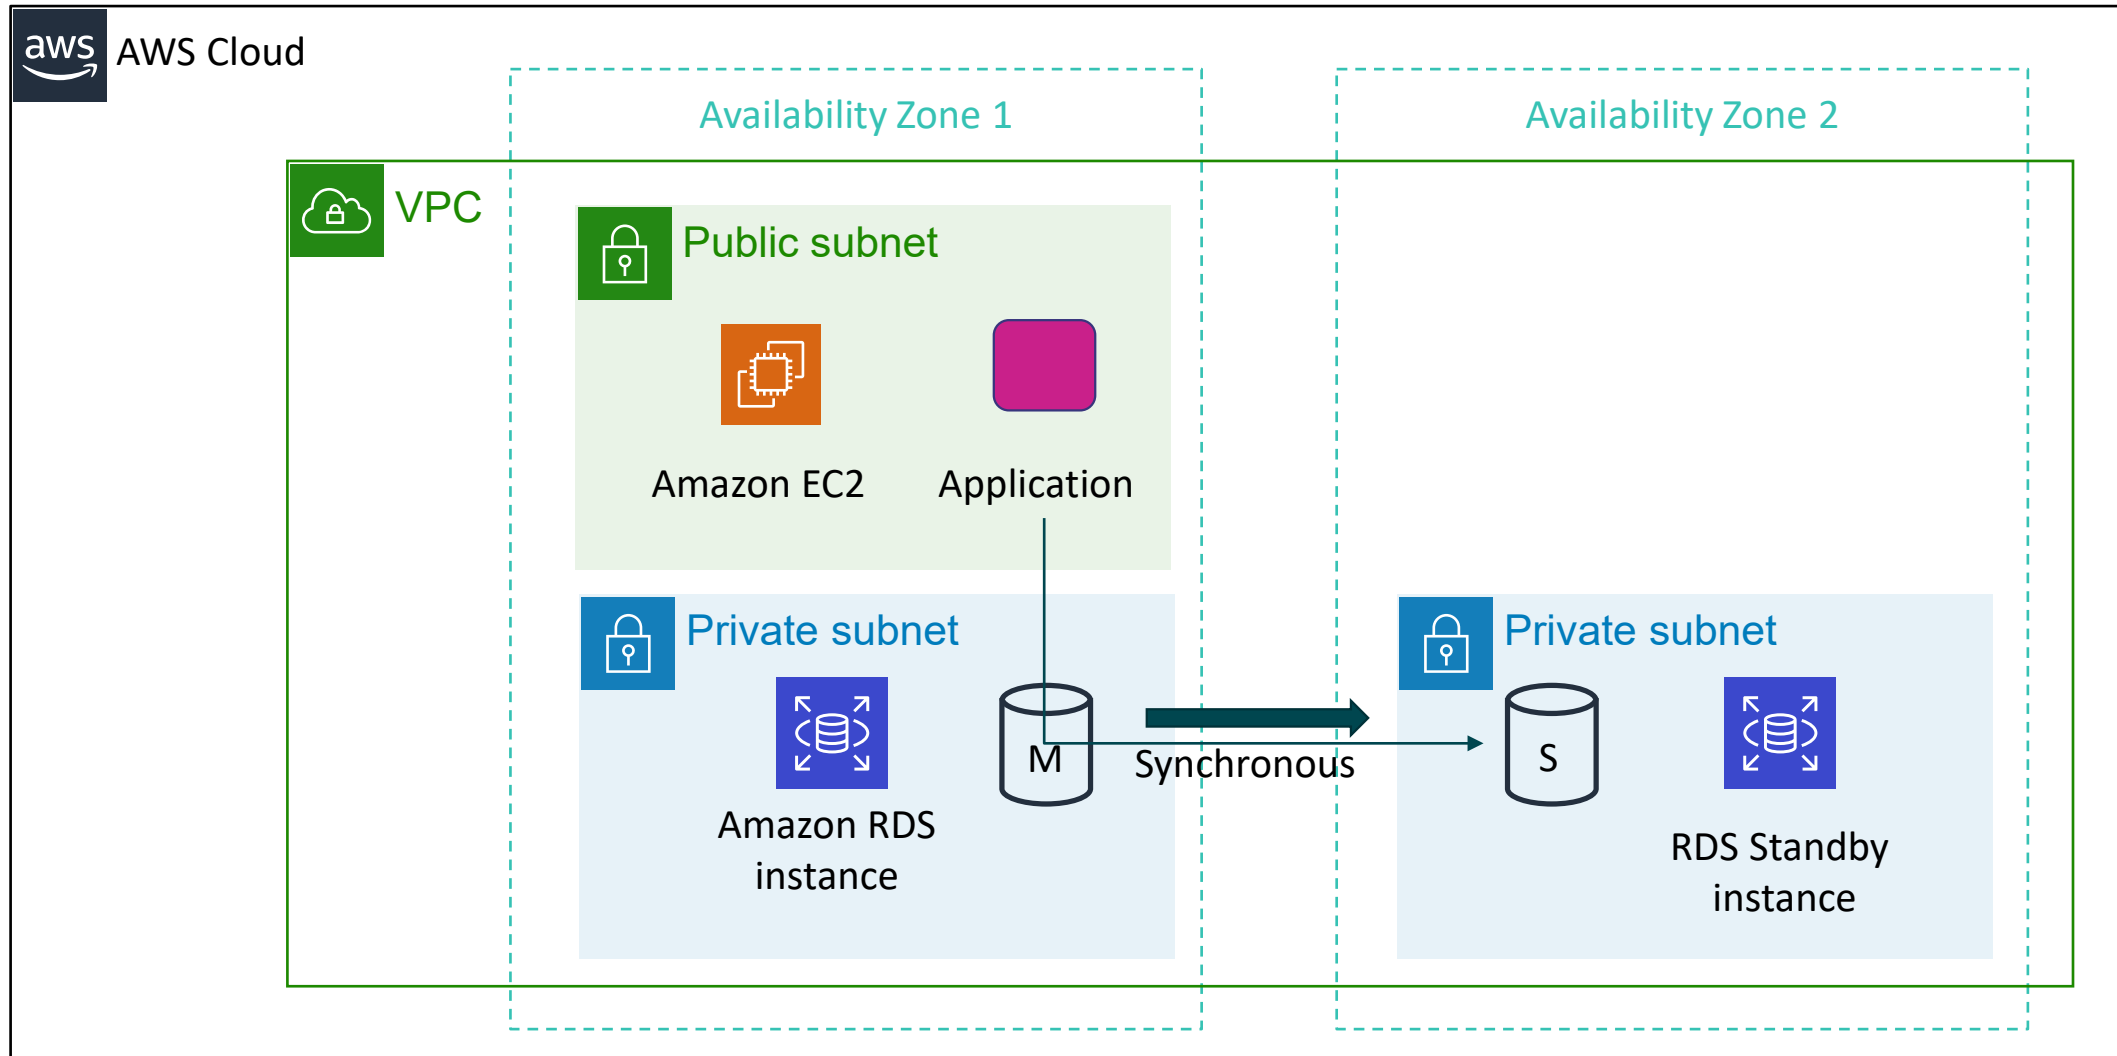 aws
AWS Cloud
Availability Zone 1
Availability Zone 2
VPC
Public subnet
Amazon EC2
Application
Private subnet
Private subnet
M
Synchronous
S
Amazon RDS
instance
RDS Standby
instance